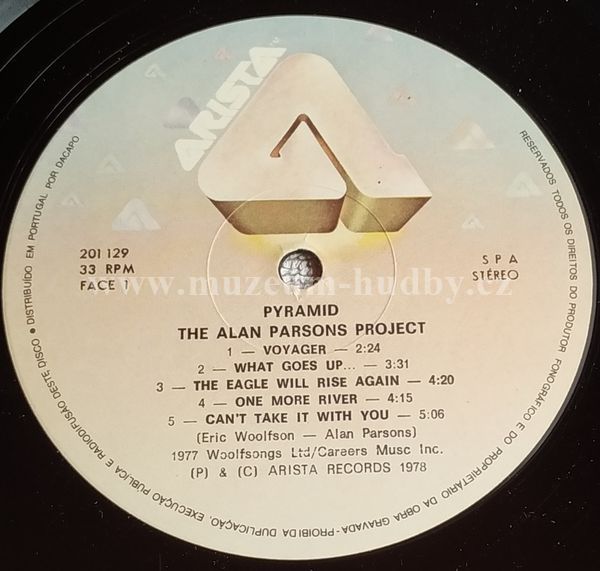 ARISTA
201 129
33 RPM
FACE 1
S P A
STÉREO
www.muzeum-hudby.cz
PYRAMID
THE ALAN PARSONS PROJECT
1 — VOYAGER — 2:24
2 — WHAT GOES UP... — 3:31
3 — THE EAGLE WILL RISE AGAIN — 4:20
4 — ONE MORE RIVER — 4:15
5 — CAN'T TAKE IT WITH YOU — 5:06
(Eric Woolfson — Alan Parsons)
1977 Woolfsongs Ltd/Careers Musc Inc.
(P) & (C) ARISTA RECORDS 1978
RESERVADOS TODOS OS DIREITOS DO PRODUTOR FONOGRÁFICO E DO PROPRIETÁRIO DA OBRA GRAVADA - PROIBIDA DUPLICAÇÃO, EXECUÇÃO PÚBLICA E RADIODIFUSÃO DESTE DISCO • DISTRIBUÍDO EM PORTUGAL POR DACAPO